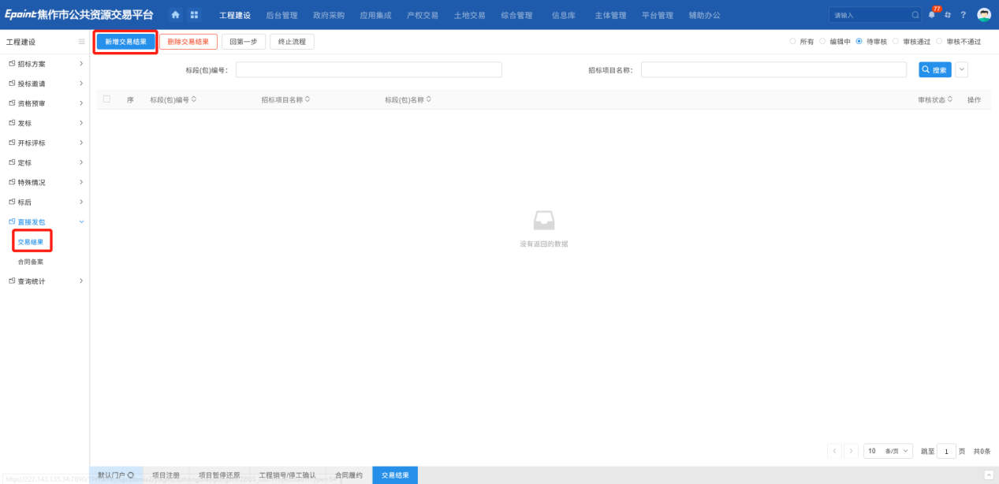 Epoint焦作市公共资源交易平台 工程建设 后台管理 政府采购 应用集成 产权交易 土地交易 综合管理 信息库 主体管理 平台管理 辅助办公 请输入 77 ?
工程建设 新增交易结果 删除交易结果 回第一步 终止流程 所有 编辑中 待审核 审核通过 审核不通过
招标方案
标段(包)编号: 招标项目名称: 搜索
投标邀请
资格预审
序 标段(包)编号 招标项目名称 标段(包)名称 审核状态 操作
发标
开标评标
定标
特殊情况
标后
直接发包
交易结果
没有返回的数据
合同备案
查询统计
10 条/页 跳至 1 页 共0条
默认门户 项目注册 项目暂停还原 工程销号/停工确认 合同履约 交易结果